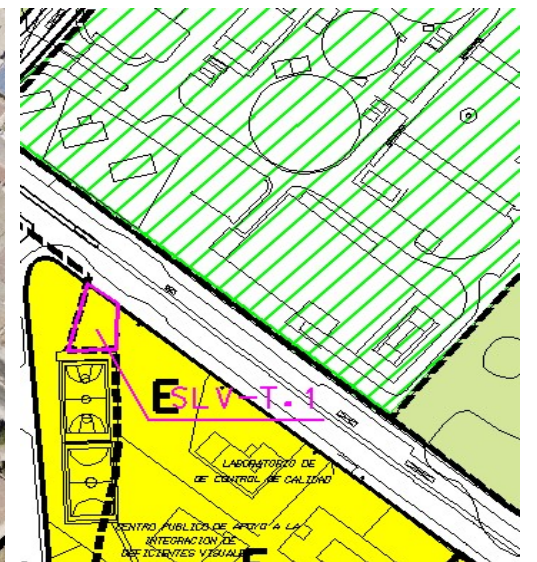 E
SLV-T.1
LABORATORIO DE
DE CONTROL DE CALIDAD
CENTRO PUBLICO DE APOYO A LA
INTEGRACION DE
DEFICIENTES VISUALES
E